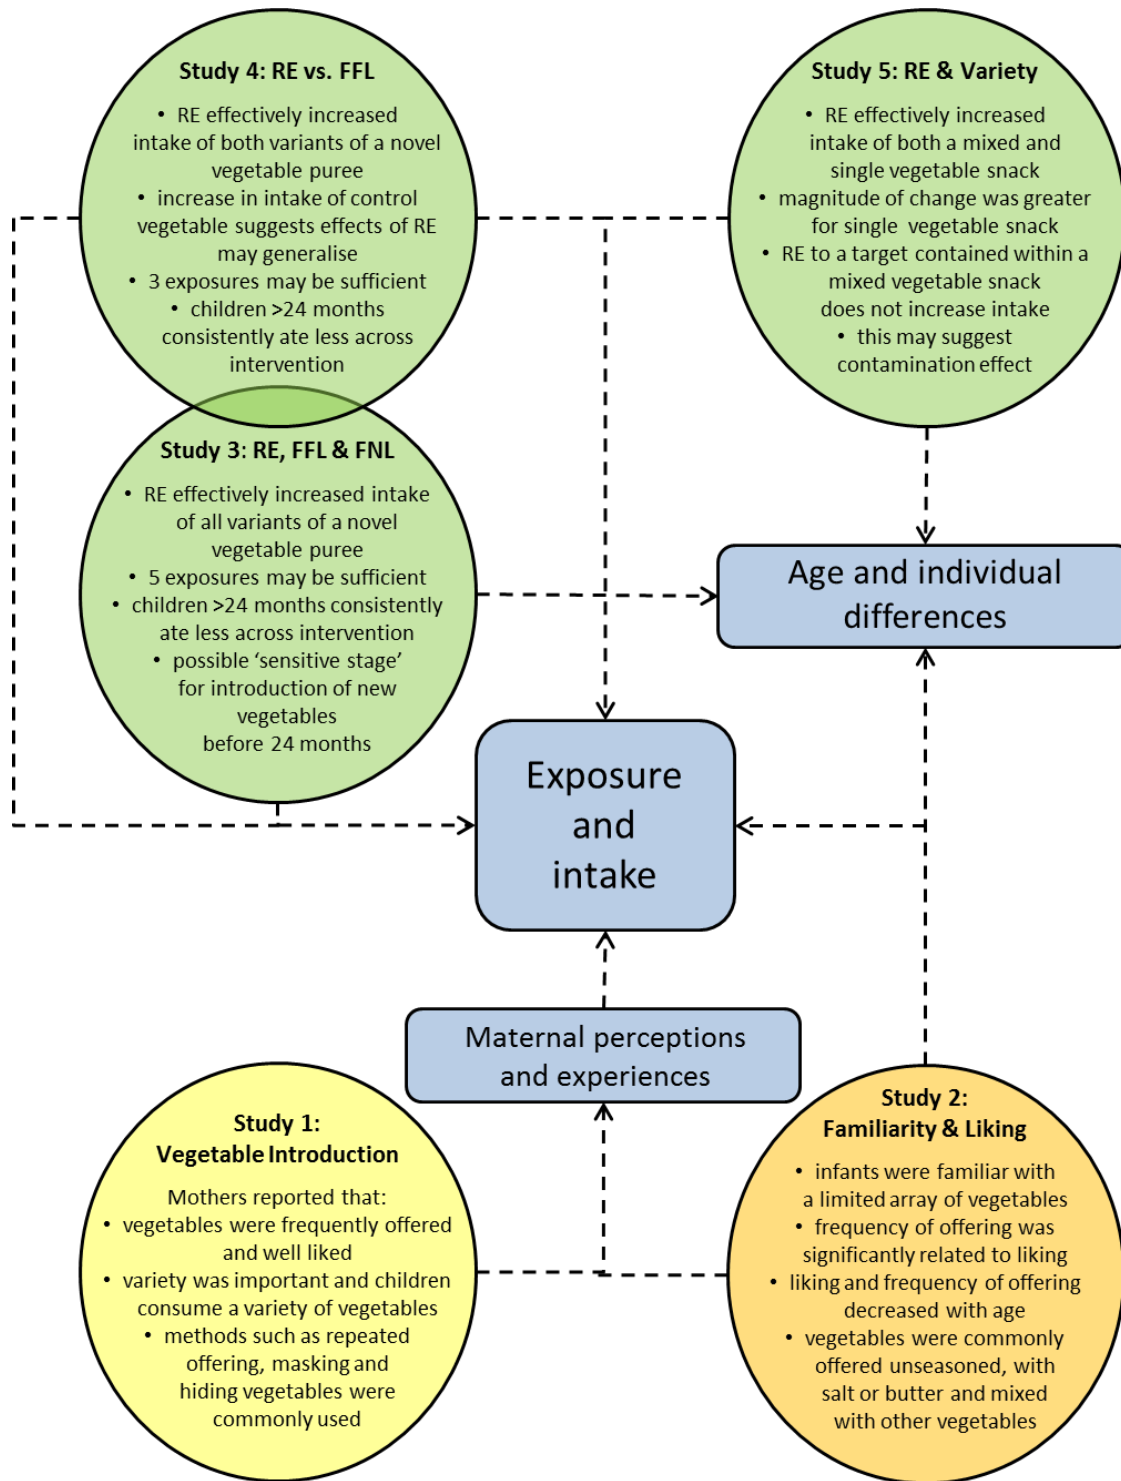 Study 4: RE vs. FFL
• RE effectively increased
intake of both variants of a novel
vegetable puree
• increase in intake of control
vegetable suggests effects of RE
may generalise
• 3 exposures may be sufficient
• children >24 months
consistently ate less across
intervention
Study 5: RE & Variety
• RE effectively increased
intake of both a mixed and
single vegetable snack
• magnitude of change was greater
for single vegetable snack
• RE to a target contained within a
mixed vegetable snack
does not increase intake
• this may suggest
contamination effect
Study 3: RE, FFL & FNL
• RE effectively increased intake
of all variants of a novel
vegetable puree
• 5 exposures may be sufficient
• children >24 months consistently
ate less across intervention
• possible ‘sensitive stage’
for introduction of new
vegetables
before 24 months
Age and individual
differences
Exposure
and
intake
Maternal perceptions
and experiences
Study 1:
Vegetable Introduction
Mothers reported that:
• vegetables were frequently offered
and well liked
• variety was important and children
consume a variety of vegetables
• methods such as repeated
offering, masking and
hiding vegetables were
commonly used
Study 2:
Familiarity & Liking
• infants were familiar with
a limited array of vegetables
• frequency of offering was
significantly related to liking
• liking and frequency of offering
decreased with age
• vegetables were commonly
offered unseasoned, with
salt or butter and mixed
with other vegetables